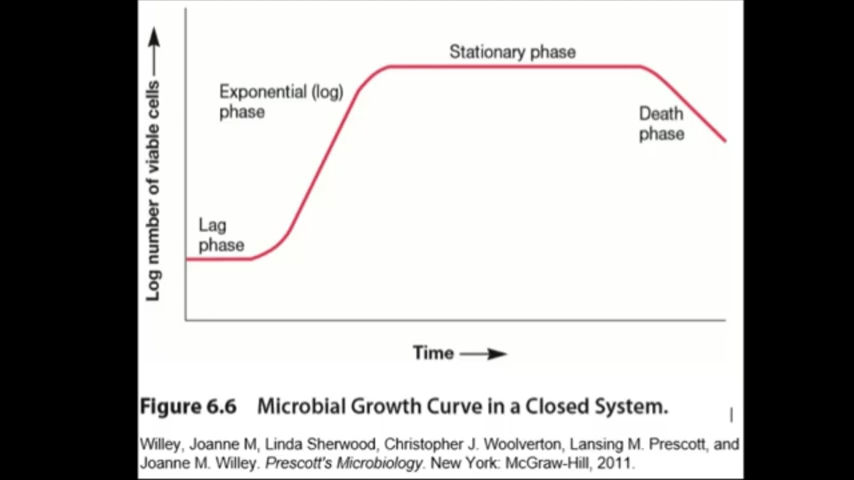 Stationary phase
Exponential (log)
phase
Death
phase
Lag
phase
Log number of viable cells
Time
Figure 6.6 Microbial Growth Curve in a Closed System.
Willey, Joanne M, Linda Sherwood, Christopher J. Woolverton, Lansing M. Prescott, and
Joanne M. Willey. Prescott's Microbiology. New York: McGraw-Hill, 2011.